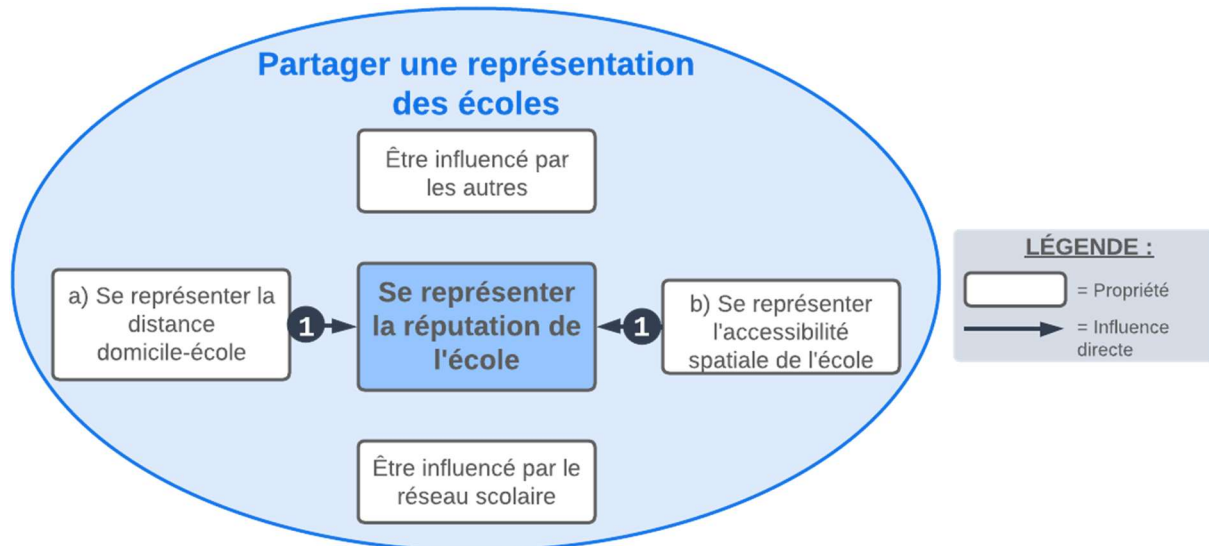 Partager une représentation
des écoles
Être influencé par
les autres
a) Se représenter la
distance
domicile-école
1
Se représenter
la réputation de
l'école
1
b) Se représenter
l'accessibilité
spatiale de l'école
Être influencé par le
réseau scolaire
LÉGENDE :
= Propriété
= Influence
directe